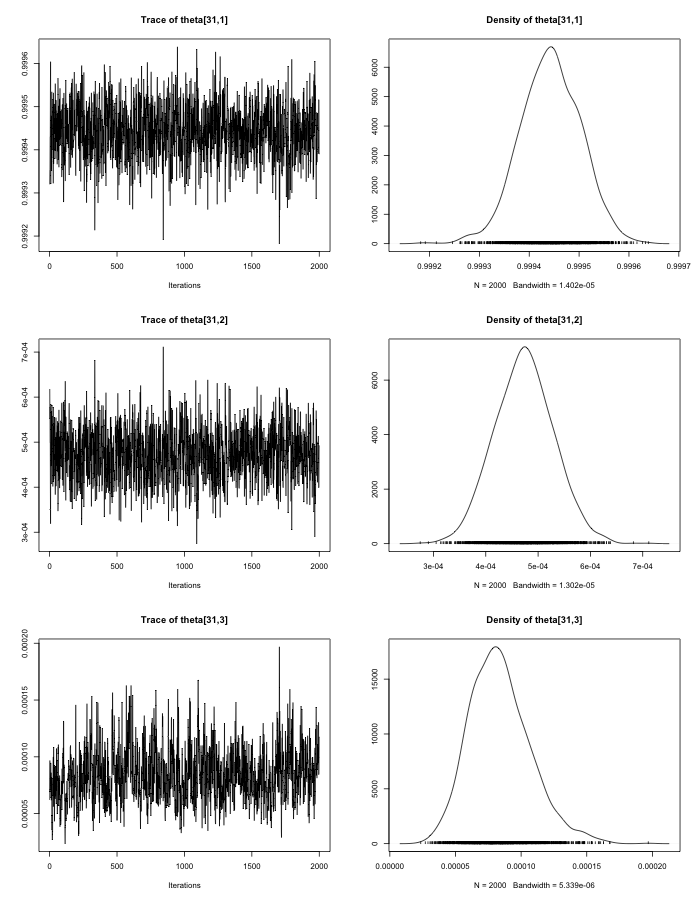 Trace of theta[31,1]
0.9992 0.9993 0.9994 0.9995 0.9996
0 500 1000 1500 2000
Iterations
Density of theta[31,1]
0 1000 2000 3000 4000 5000 6000
0.9992 0.9993 0.9994 0.9995 0.9996 0.9997
N = 2000 Bandwidth = 1.402e-05
Trace of theta[31,2]
3e-04 4e-04 5e-04 6e-04 7e-04
0 500 1000 1500 2000
Iterations
Density of theta[31,2]
0 2000 4000 6000
3e-04 4e-04 5e-04 6e-04 7e-04
N = 2000 Bandwidth = 1.302e-05
Trace of theta[31,3]
0.00005 0.00010 0.00015 0.00020
0 500 1000 1500 2000
Iterations
Density of theta[31,3]
0 5000 10000 15000
0.00000 0.00005 0.00010 0.00015 0.00020
N = 2000 Bandwidth = 5.339e-06